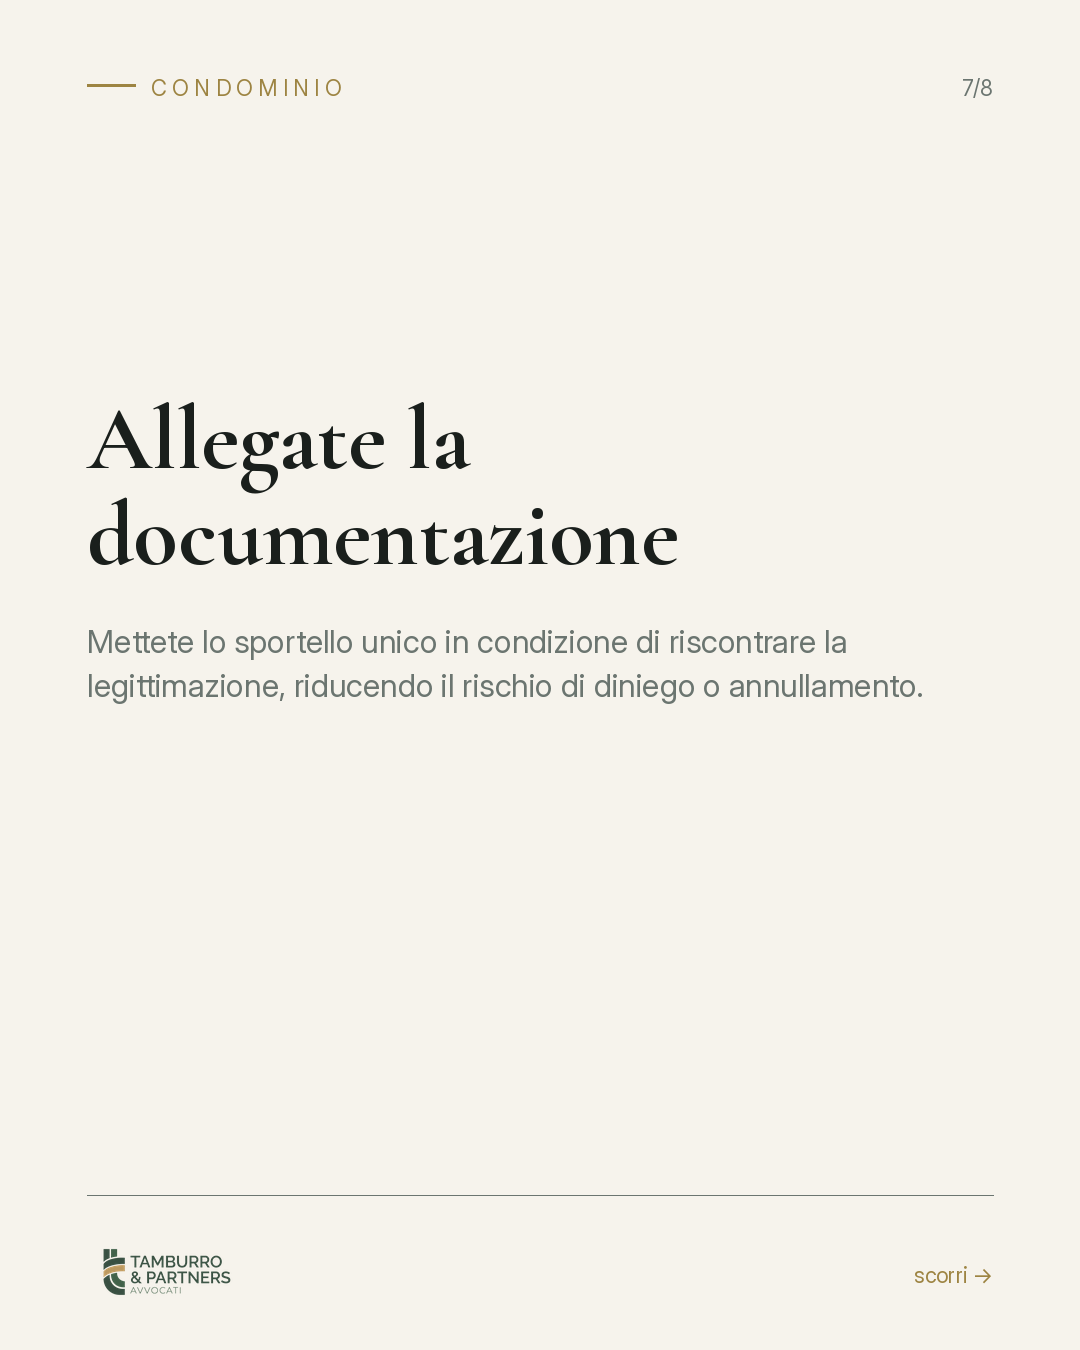 CONDOMINIO
7/8
Allegate la
documentazione
Mettete lo sportello unico in condizione di riscontrare la
legittimazione, riducendo il rischio di diniego o annullamento.
TAMBURRO
& PARTNERS
AVVOCATI
scorri →